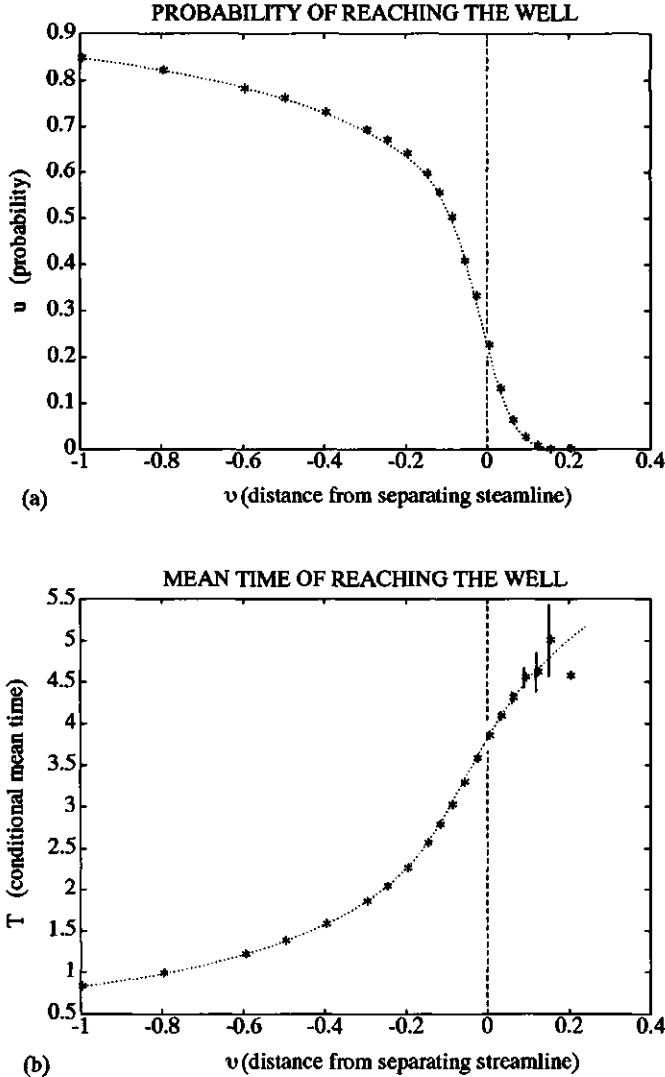 PROBABILITY OF REACHING THE WELL
0.9
0.8
0.7
0.6
0.5
0.4
0.3
0.2
0.1
0
u (probability)
-1 -0.8 -0.6 -0.4 -0.2 0 0.2 0.4
(a) υ (distance from separating steamline)
MEAN TIME OF REACHING THE WELL
5.5
5
4.5
4
3.5
3
2.5
2
1.5
1
0.5
T (conditional mean time)
-1 -0.8 -0.6 -0.4 -0.2 0 0.2 0.4
(b) υ (distance from separating streamline)